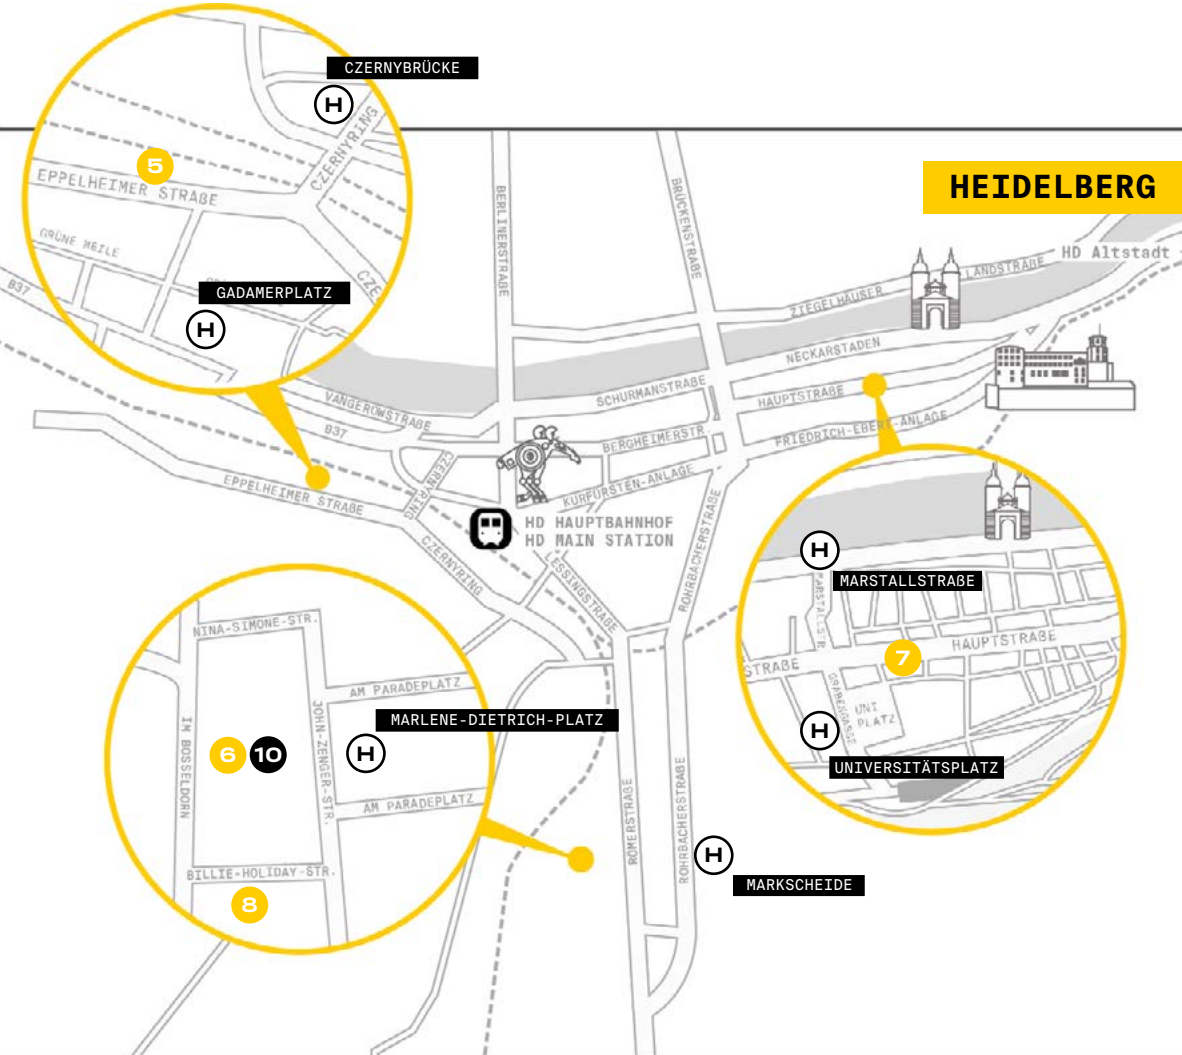 CZERNYBRÜCKE
H
CZERNYRING
5
EPPELHEIMER STRAßE
GRÜNE MEILE
GADAMERPLATZ
H
B37
HEIDELBERG
BERLINERSTRAßE
BRÜCKENSTRAßE
HD Altstadt
ZIEGELHÄUSER
LANDSTRAßE
NECKARSTADEN
SCHURMANSTRAßE
HAUPTSTRAßE
VANGEROWSTRAßE
B37
BERGHEIMERSTR.
FRIEDRICH-EBERT-ANLAGE
KURFÜRSTEN-ANLAGE
CZERNYRING
EPPELHEIMER STRAßE
HD HAUPTBAHNHOF
HD MAIN STATION
CZERNYRING
LESSINGSTRAßE
ROHRBACHERSTRAßE
H
MARSTALLSTRAßE
MARSTALLSTR.
HAUPTSTRAßE
7
STRAßE
GRABENGASSE
UNI
PLATZ
H
UNIVERSITÄTSPLATZ
NINA-SIMONE-STR.
AM PARADEPLATZ
MARLENE-DIETRICH-PLATZ
IM BOSSELDORN
6
10
JOHN-ZENGER-STR.
H
AM PARADEPLATZ
BILLIE-HOLIDAY-STR.
8
RÖMERSTRAßE
ROHRBACHERSTRAßE
H
MARKSCHEIDE